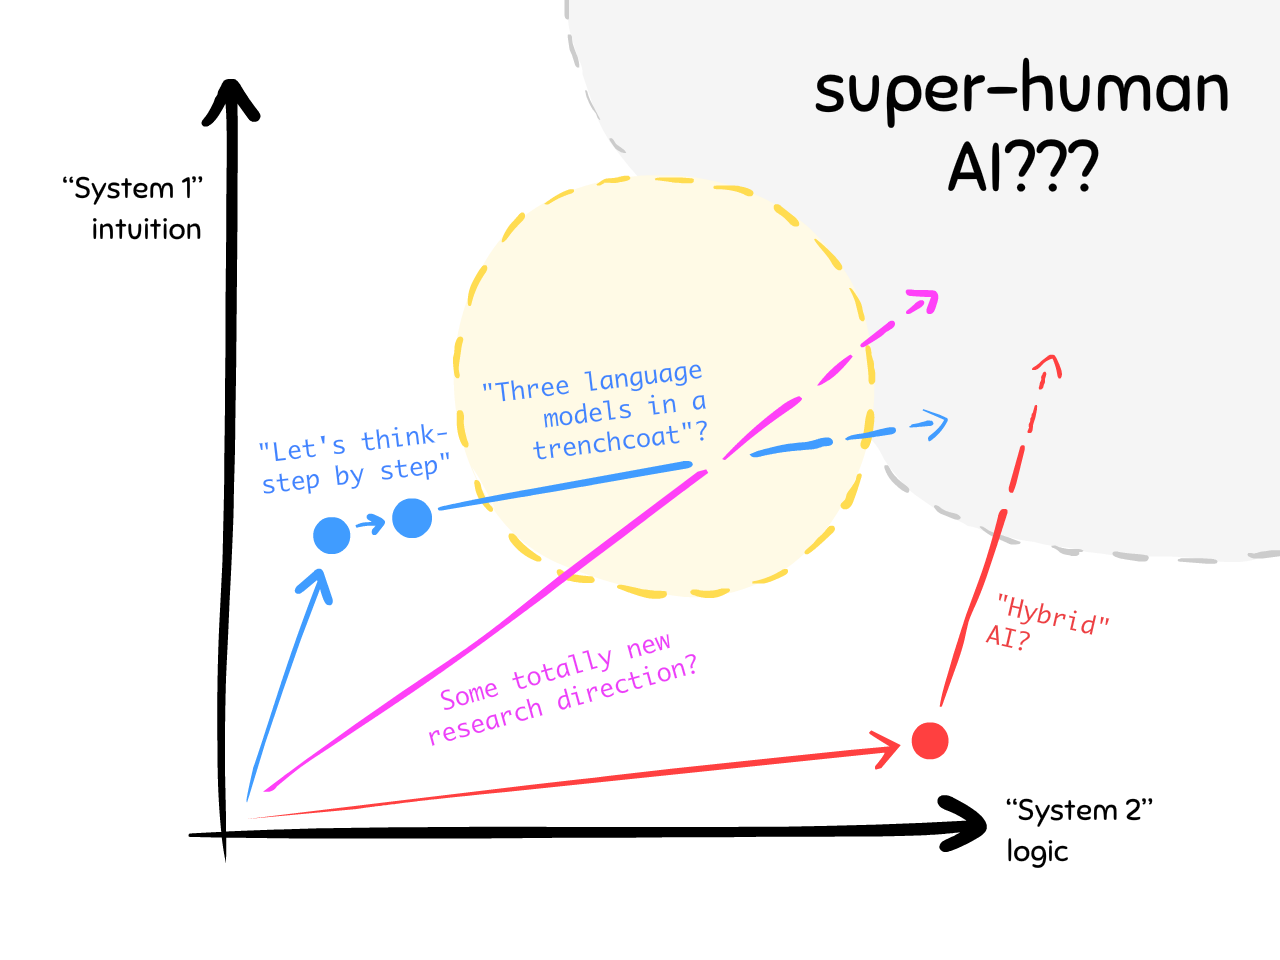 super-human
AI???
“System 1”
intuition
"Three language
models in a
trenchcoat"?
"Let's think-
step by step"
"Hybrid"
AI?
Some totally new
research direction?
“System 2”
logic